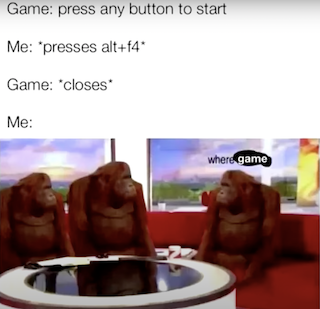 Game: press any button to start
Me: *presses alt+f4*
Game: *closes*
Me:
where game